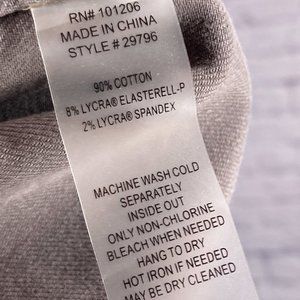 RN# 101206
MADE IN CHINA
STYLE # 29796
90% COTTON
8% LYCRA® ELASTERELL-P
2% LYCRA® SPANDEX
MACHINE WASH COLD
SEPARATELY
INSIDE OUT
ONLY NON-CHLORINE
BLEACH WHEN NEEDED
HANG TO DRY
HOT IRON IF NEEDED
MAY BE DRY CLEANED